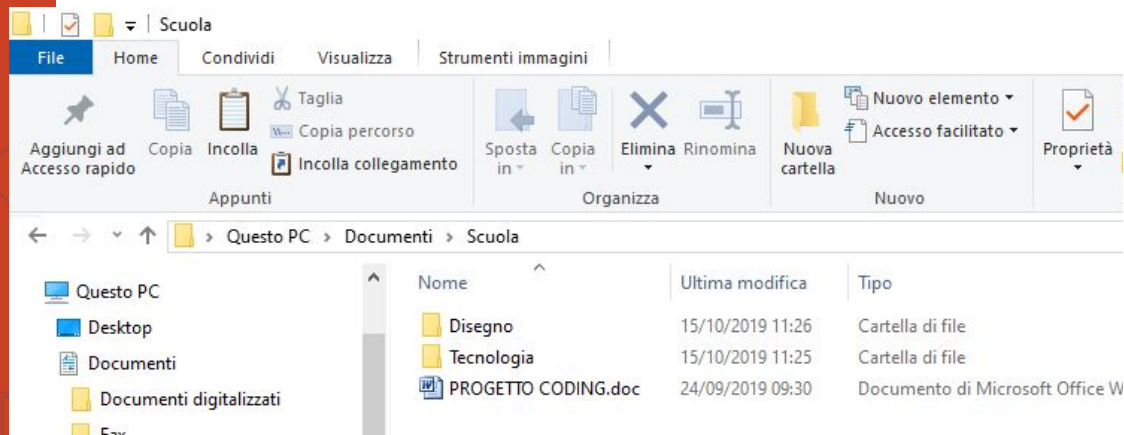 Scuola
File Home Condividi Visualizza Strumenti immagini
Aggiungi ad Accesso rapido
Copia
Incolla
Taglia
Copia percorso
Incolla collegamento
Appunti
Sposta in
Copia in
Elimina
Rinomina
Organizza
Nuova cartella
Nuovo elemento
Accesso facilitato
Nuovo
Proprietà
Questo PC > Documenti > Scuola
Questo PC
Desktop
Documenti
Documenti digitalizzati
Fax
Nome Ultima modifica Tipo
Disegno 15/10/2019 11:26 Cartella di file
Tecnologia 15/10/2019 11:25 Cartella di file
PROGETTO CODING.doc 24/09/2019 09:30 Documento di Microsoft Office W